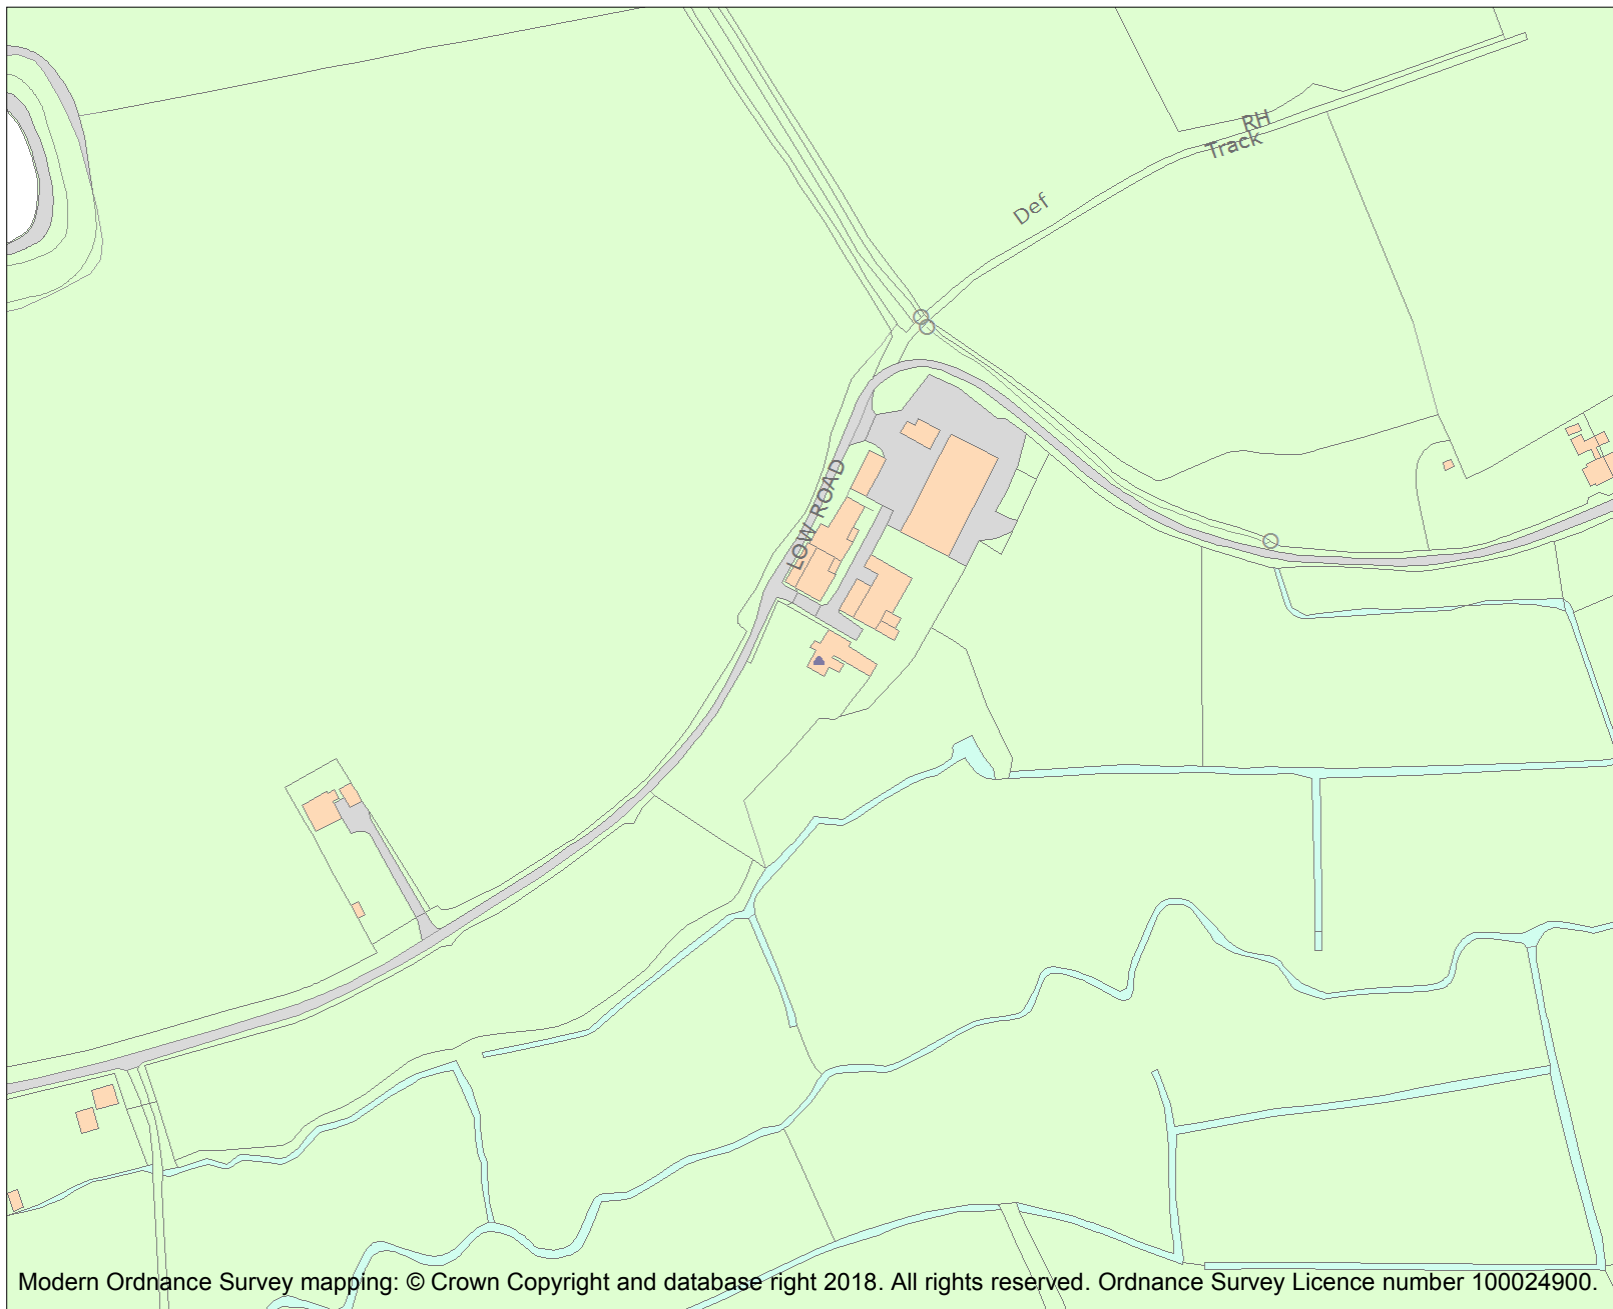 RH
Track
Def
LOW ROAD
Modern Ordnance Survey mapping: © Crown Copyright and database right 2018. All rights reserved. Ordnance Survey Licence number 100024900.